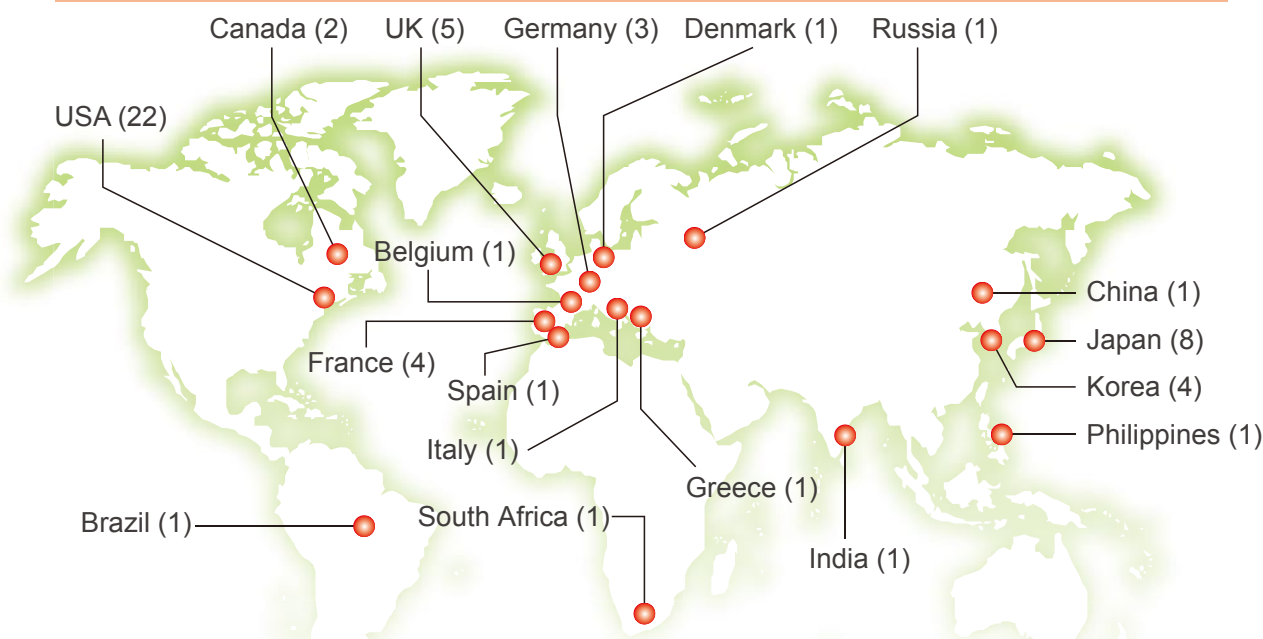 Canada (2) UK (5) Germany (3) Denmark (1) Russia (1)
USA (22)
Belgium (1)
China (1)
Japan (8)
France (4)
Korea (4)
Spain (1)
Philippines (1)
Italy (1)
Greece (1)
South Africa (1)
Brazil (1)
India (1)